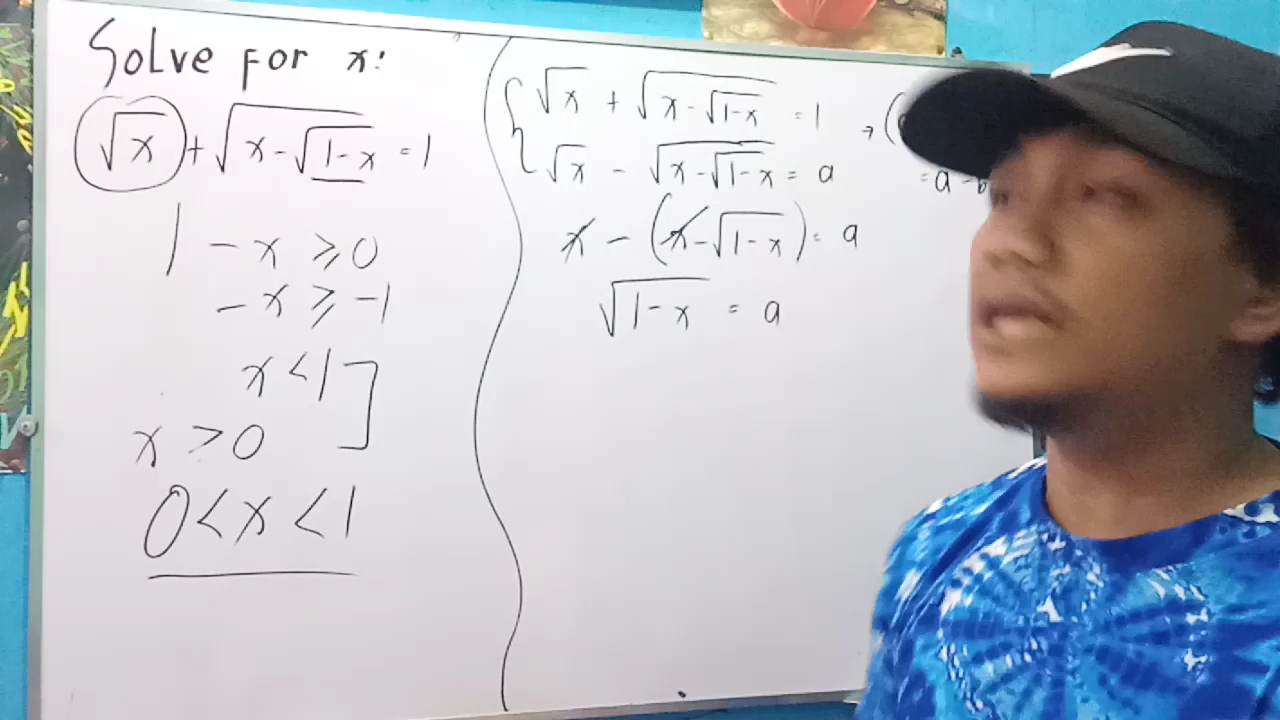 Solve for x:
√x + √(x-√(1-x)) = 1
1 - x ≥ 0
-x ≥ -1
x < 1
x > 0
0 < x < 1
√x + √(x-√(1-x)) = 1
√x - √(x-√(1-x)) = a
x - (x-√(1-x)) = a
√(1-x) = a
→ (
= a - b